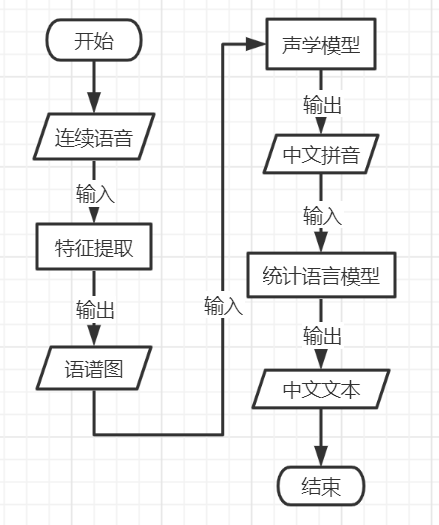 开始
连续语音
输入
特征提取
输出
语谱图
输入
声学模型
输出
中文拼音
输入
统计语言模型
输出
中文文本
结束